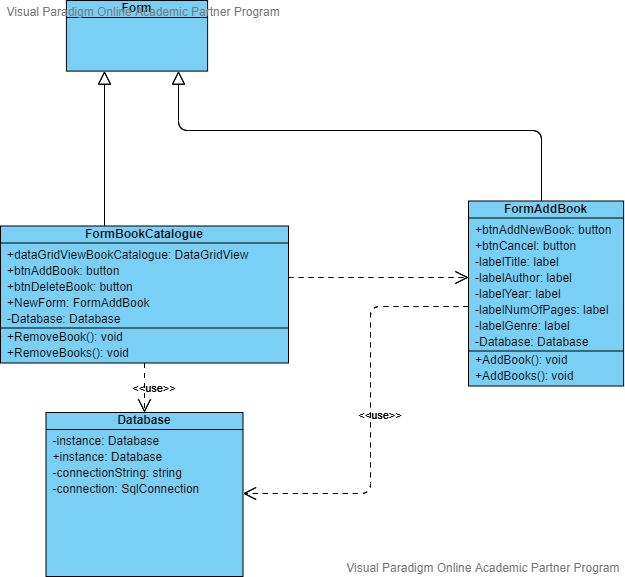 Visual Paradigm Online Academic Partner Program
Form
FormBookCatalogue
+dataGridViewBookCatalogue: DataGridView
+btnAddBook: button
+btnDeleteBook: button
+NewForm: FormAddBook
-Database: Database
+RemoveBook(): void
+RemoveBooks(): void
FormAddBook
+btnAddNewBook: button
+btnCancel: button
-labelTitle: label
-labelAuthor: label
-labelYear: label
-labelNumOfPages: label
-labelGenre: label
-Database: Database
+AddBook(): void
+AddBooks(): void
<<use>>
<<use>>
Database
-instance: Database
+instance: Database
-connectionString: string
-connection: SqlConnection
Visual Paradigm Online Academic Partner Program